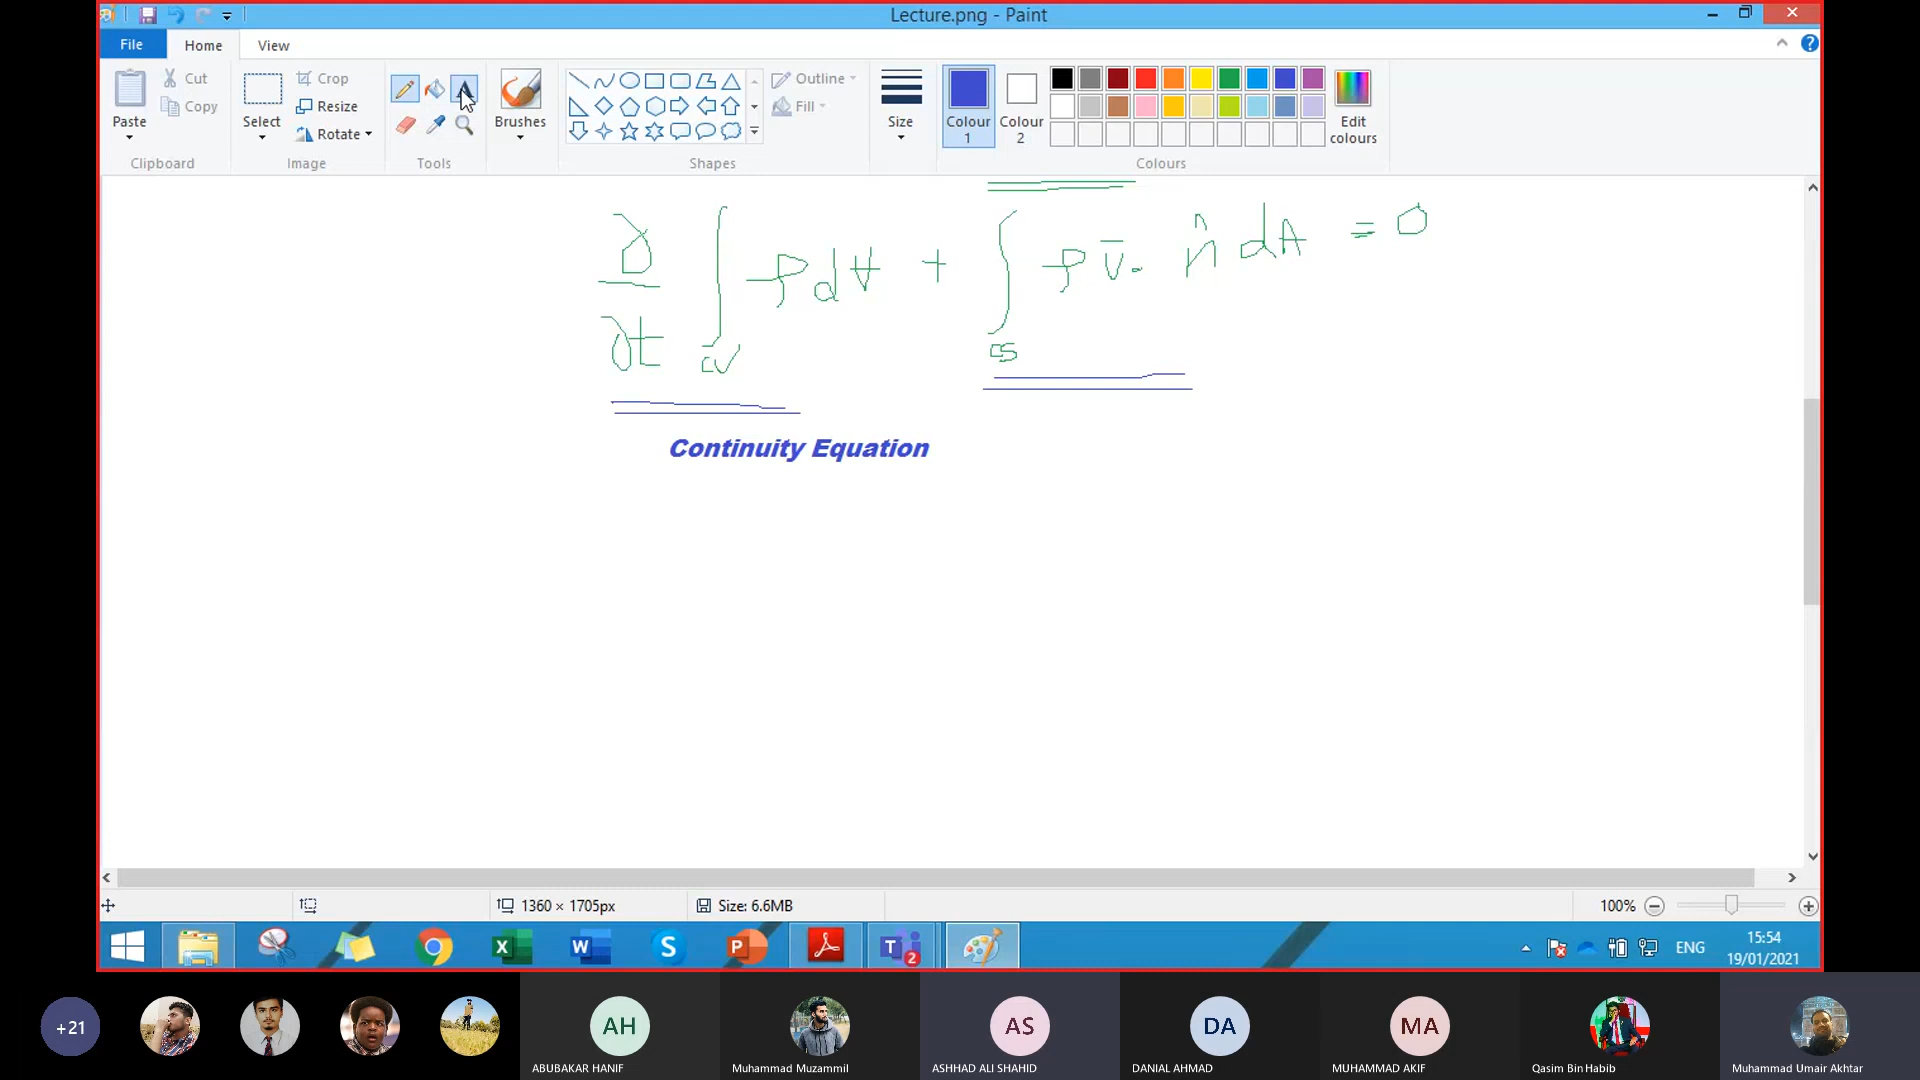 Lecture.png - Paint
File Home View
Paste
Cut
Copy
Clipboard
Select
Crop
Resize
Rotate
Image
Tools
Brushes
Outline
Fill
Shapes
Size
Colour 1
Colour 2
Edit colours
Colours
∂/∂t ∫CV ρdV + ∫CS ρV̄. n̂ dA = 0
Continuity Equation
1360 × 1705px
Size: 6.6MB
100%
2
ENG
15:54
19/01/2021
+21
AH
AS
DA
MA
ABUBAKAR HANIF
Muhammad Muzammil
ASHHAD ALI SHAHID
DANIAL AHMAD
MUHAMMAD AKIF
Qasim Bin Habib
Muhammad Umair Akhtar